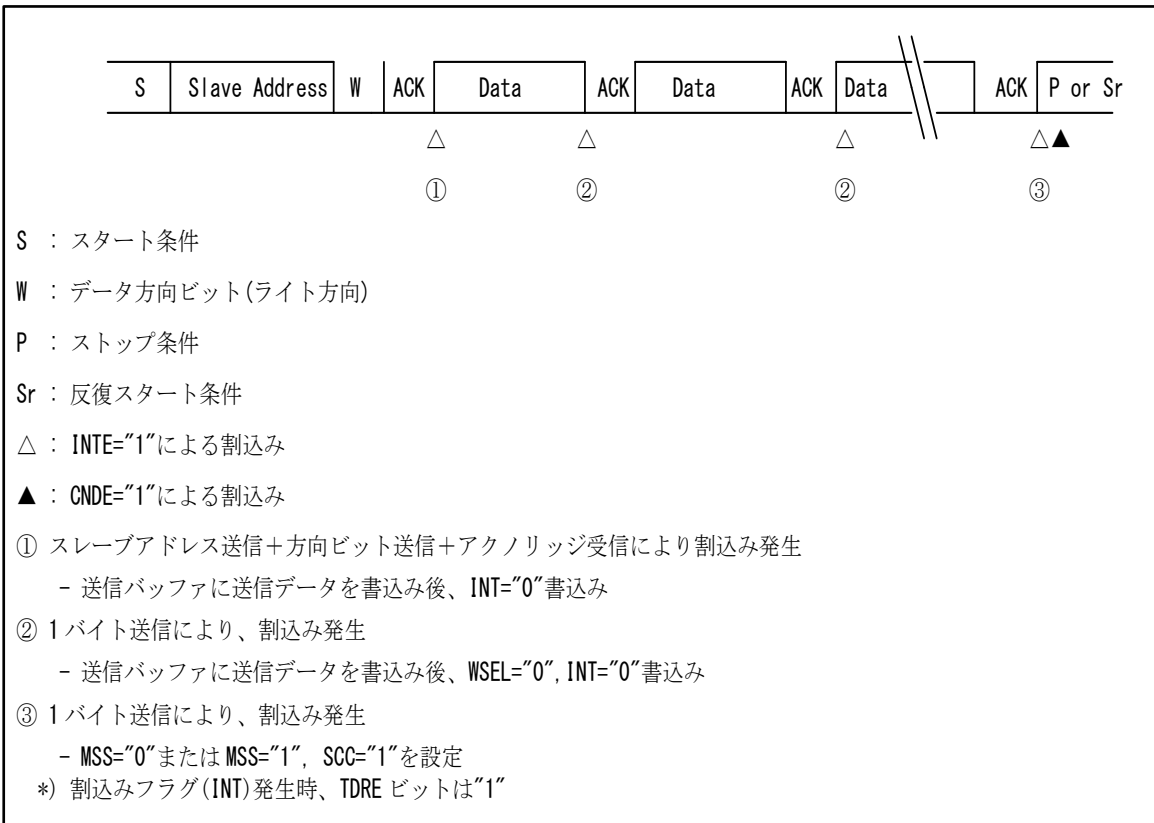 S Slave Address W ACK Data ACK Data ACK Data ACK P or Sr
△ △ △ △▲
① ② ② ③
S : スタート条件
W : データ方向ビット(ライト方向)
P : ストップ条件
Sr : 反復スタート条件
△ : INTE="1"による割込み
▲ : CNDE="1"による割込み
① スレーブアドレス送信+方向ビット送信+アクノリッジ受信により割込み発生
- 送信バッファに送信データを書込み後、INT="0"書込み
② 1バイト送信により、割込み発生
- 送信バッファに送信データを書込み後、WSEL="0",INT="0"書込み
③ 1バイト送信により、割込み発生
- MSS="0"またはMSS="1", SCC="1"を設定
*) 割込みフラグ(INT)発生時、TDREビットは"1"